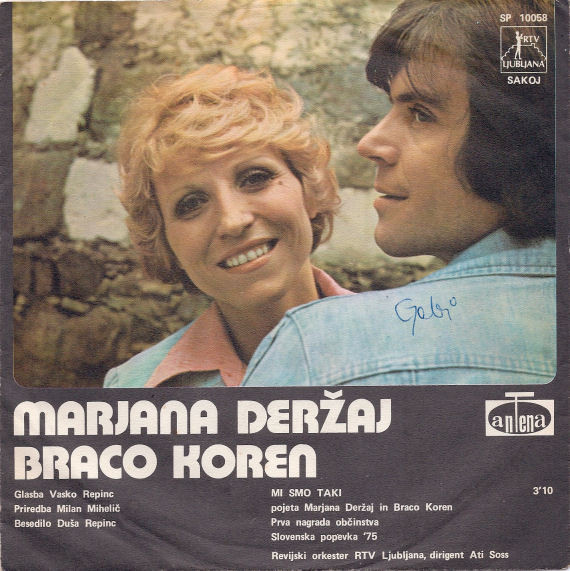 SP 10058
RTV
LJUBLJANA
SAKOJ
Gabi
MARJANA DERŽAJ
BRACO KOREN
antena
Glasba Vasko Repinc
Priredba Milan Mihelič
Besedilo Duša Repinc
MI SMO TAKI 3'10
pojeta Marjana Deržaj in Braco Koren
Prva nagrada občinstva
Slovenska popevka '75
Revijski orkester RTV Ljubljana, dirigent Ati Soss